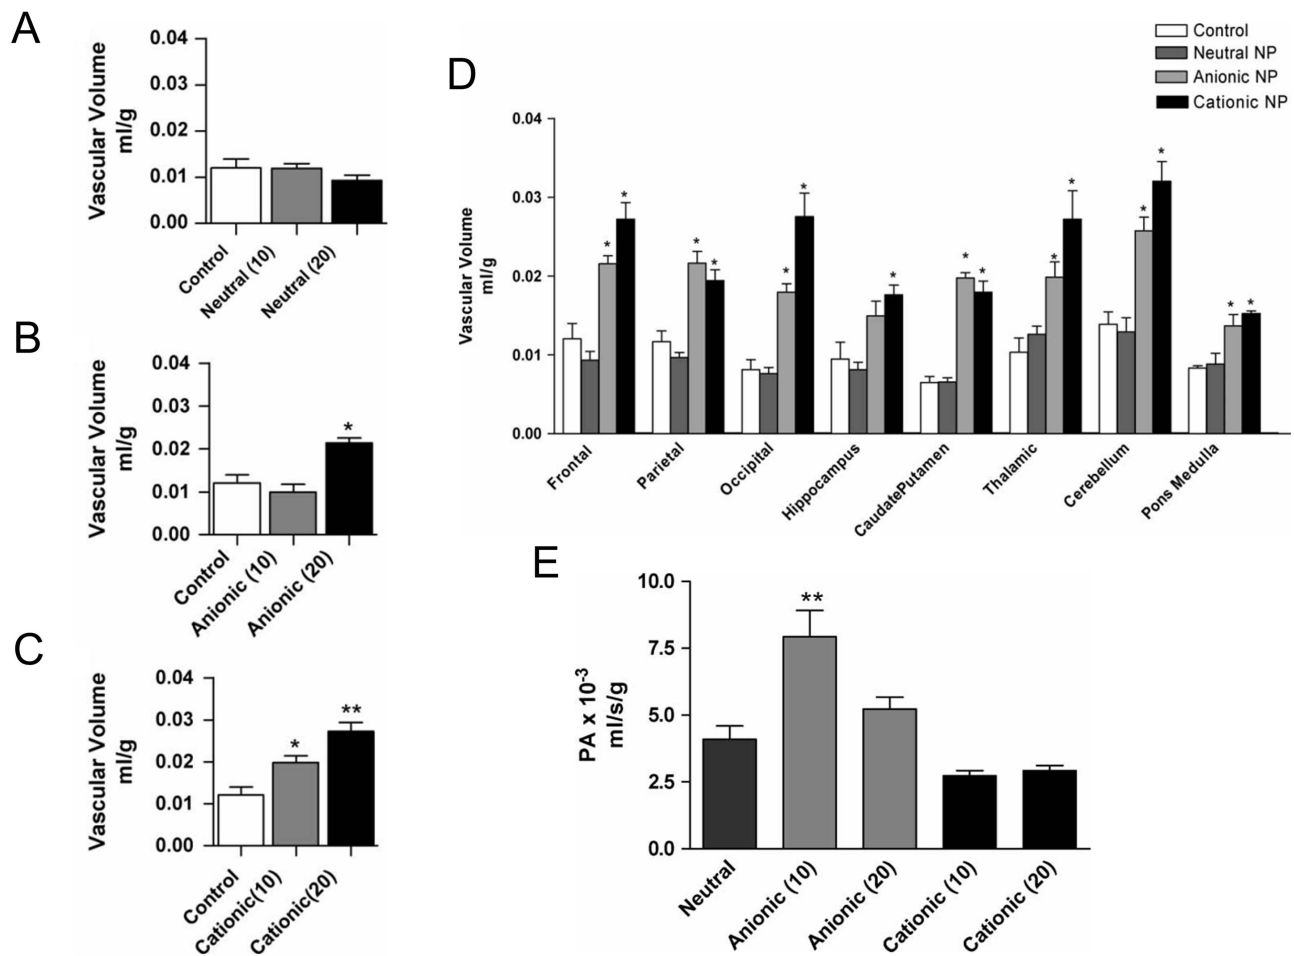 A
Vascular Volume
ml/g
0.04
0.03
0.02
0.01
0.00
Control
Neutral (10)
Neutral (20)
B
Vascular Volume
ml/g
0.04
0.03
0.02
0.01
0.00
*
Control
Anionic (10)
Anionic (20)
C
Vascular Volume
ml/g
0.04
0.03
0.02
0.01
0.00
*
**
Control
Cationic(10)
Cationic(20)
D
Control
Neutral NP
Anionic NP
Cationic NP
Vascular Volume
ml/g
0.04
0.03
0.02
0.01
0.00
* * * * * * * * * * * * * * *
Frontal
Parietal
Occipital
Hippocampus
CaudatePutamen
Thalamic
Cerebellum
Pons Medulla
E
PA x 10-3
ml/s/g
10.0
7.5
5.0
2.5
0.0
**
Neutral
Anionic (10)
Anionic (20)
Cationic (10)
Cationic (20)